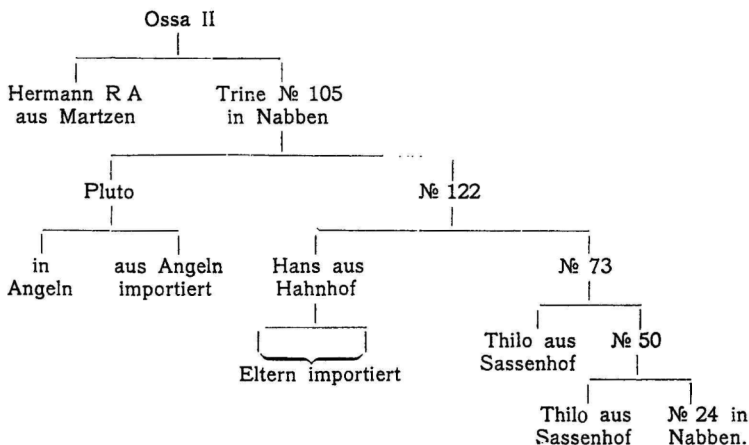 Ossa II
Hermann R A Trine № 105
aus Martzen in Nabben
Pluto № 122
in aus Angeln Hans aus № 73
Angeln importiert Hahnhof
Thilo aus № 50
Sassenhof
Eltern importiert
Thilo aus № 24 in
Sassenhof Nabben.